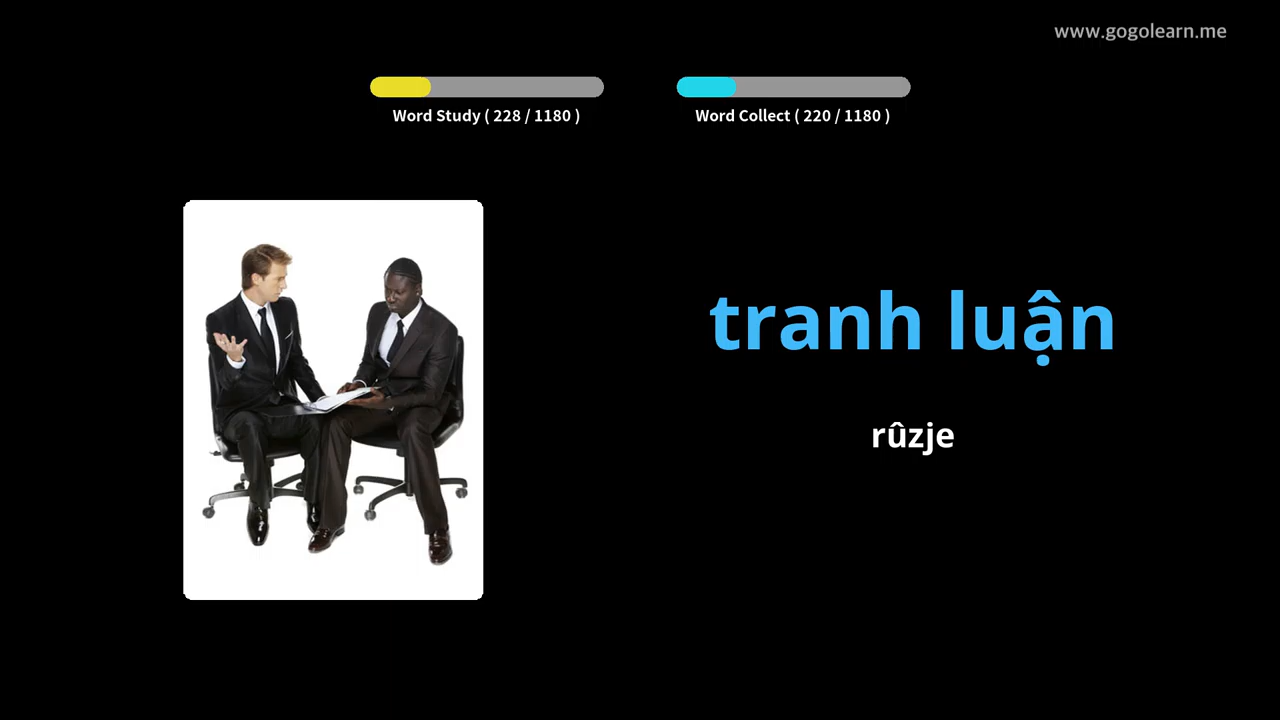 www.gogolearn.me
Word Study ( 228 / 1180 )
Word Collect ( 220 / 1180 )
tranh luận
rûzje